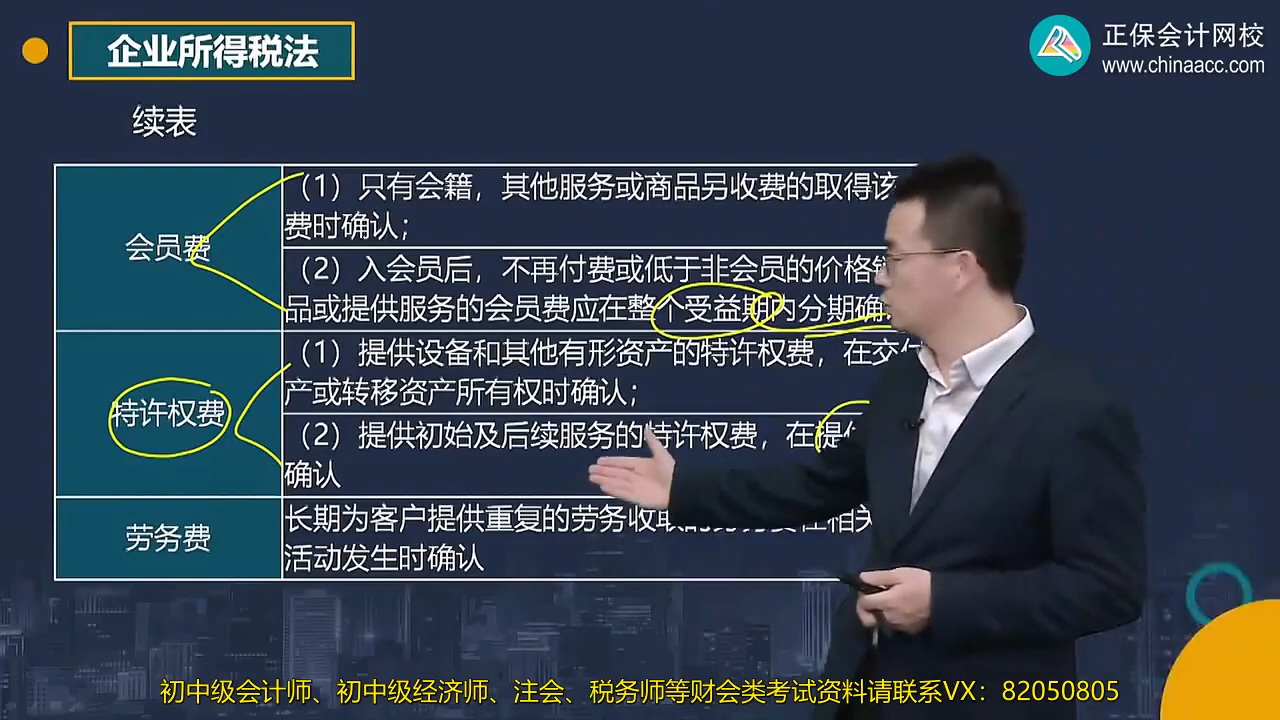 企业所得税法
正保会计网校
www.chinaacc.com
续表
会员费
（1）只有会籍，其他服务或商品另收费的取得该
费时确认；
（2）入会员后，不再付费或低于非会员的价格
品或提供服务的会员费应在整个受益期内分期确
特许权费
（1）提供设备和其他有形资产的特许权费，在交付
产或转移资产所有权时确认；
（2）提供初始及后续服务的特许权费，在提供
确认
劳务费
长期为客户提供重复的劳务收取的劳务费在相关
活动发生时确认
初中级会计师、初中级经济师、注会、税务师等财会类考试资料请联系VX：82050805